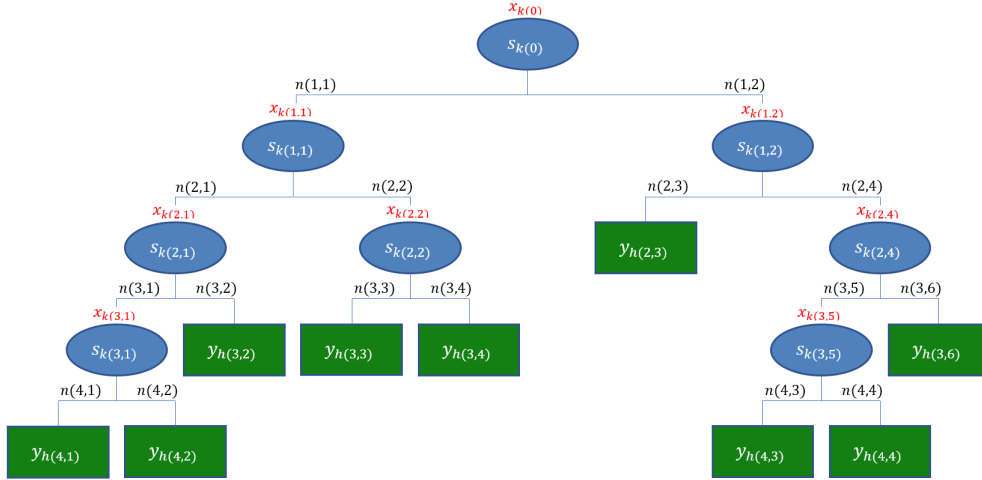 x_{k(0)}
s_{k(0)}
n(1,1) n(1,2)
x_{k(1.1)} x_{k(1.2)}
s_{k(1,1)} s_{k(1,2)}
n(2,1) n(2,2) n(2,3) n(2,4)
x_{k(2.1)} x_{k(2.2)} x_{k(2.4)}
s_{k(2,1)} s_{k(2,2)} y_{h(2,3)} s_{k(2,4)}
n(3,1) n(3,2) n(3,3) n(3,4) n(3,5) n(3,6)
x_{k(3,1)} x_{k(3,5)}
s_{k(3,1)} y_{h(3,2)} y_{h(3,3)} y_{h(3,4)} s_{k(3,5)} y_{h(3,6)}
n(4,1) n(4,2) n(4,3) n(4,4)
y_{h(4,1)} y_{h(4,2)} y_{h(4,3)} y_{h(4,4)}